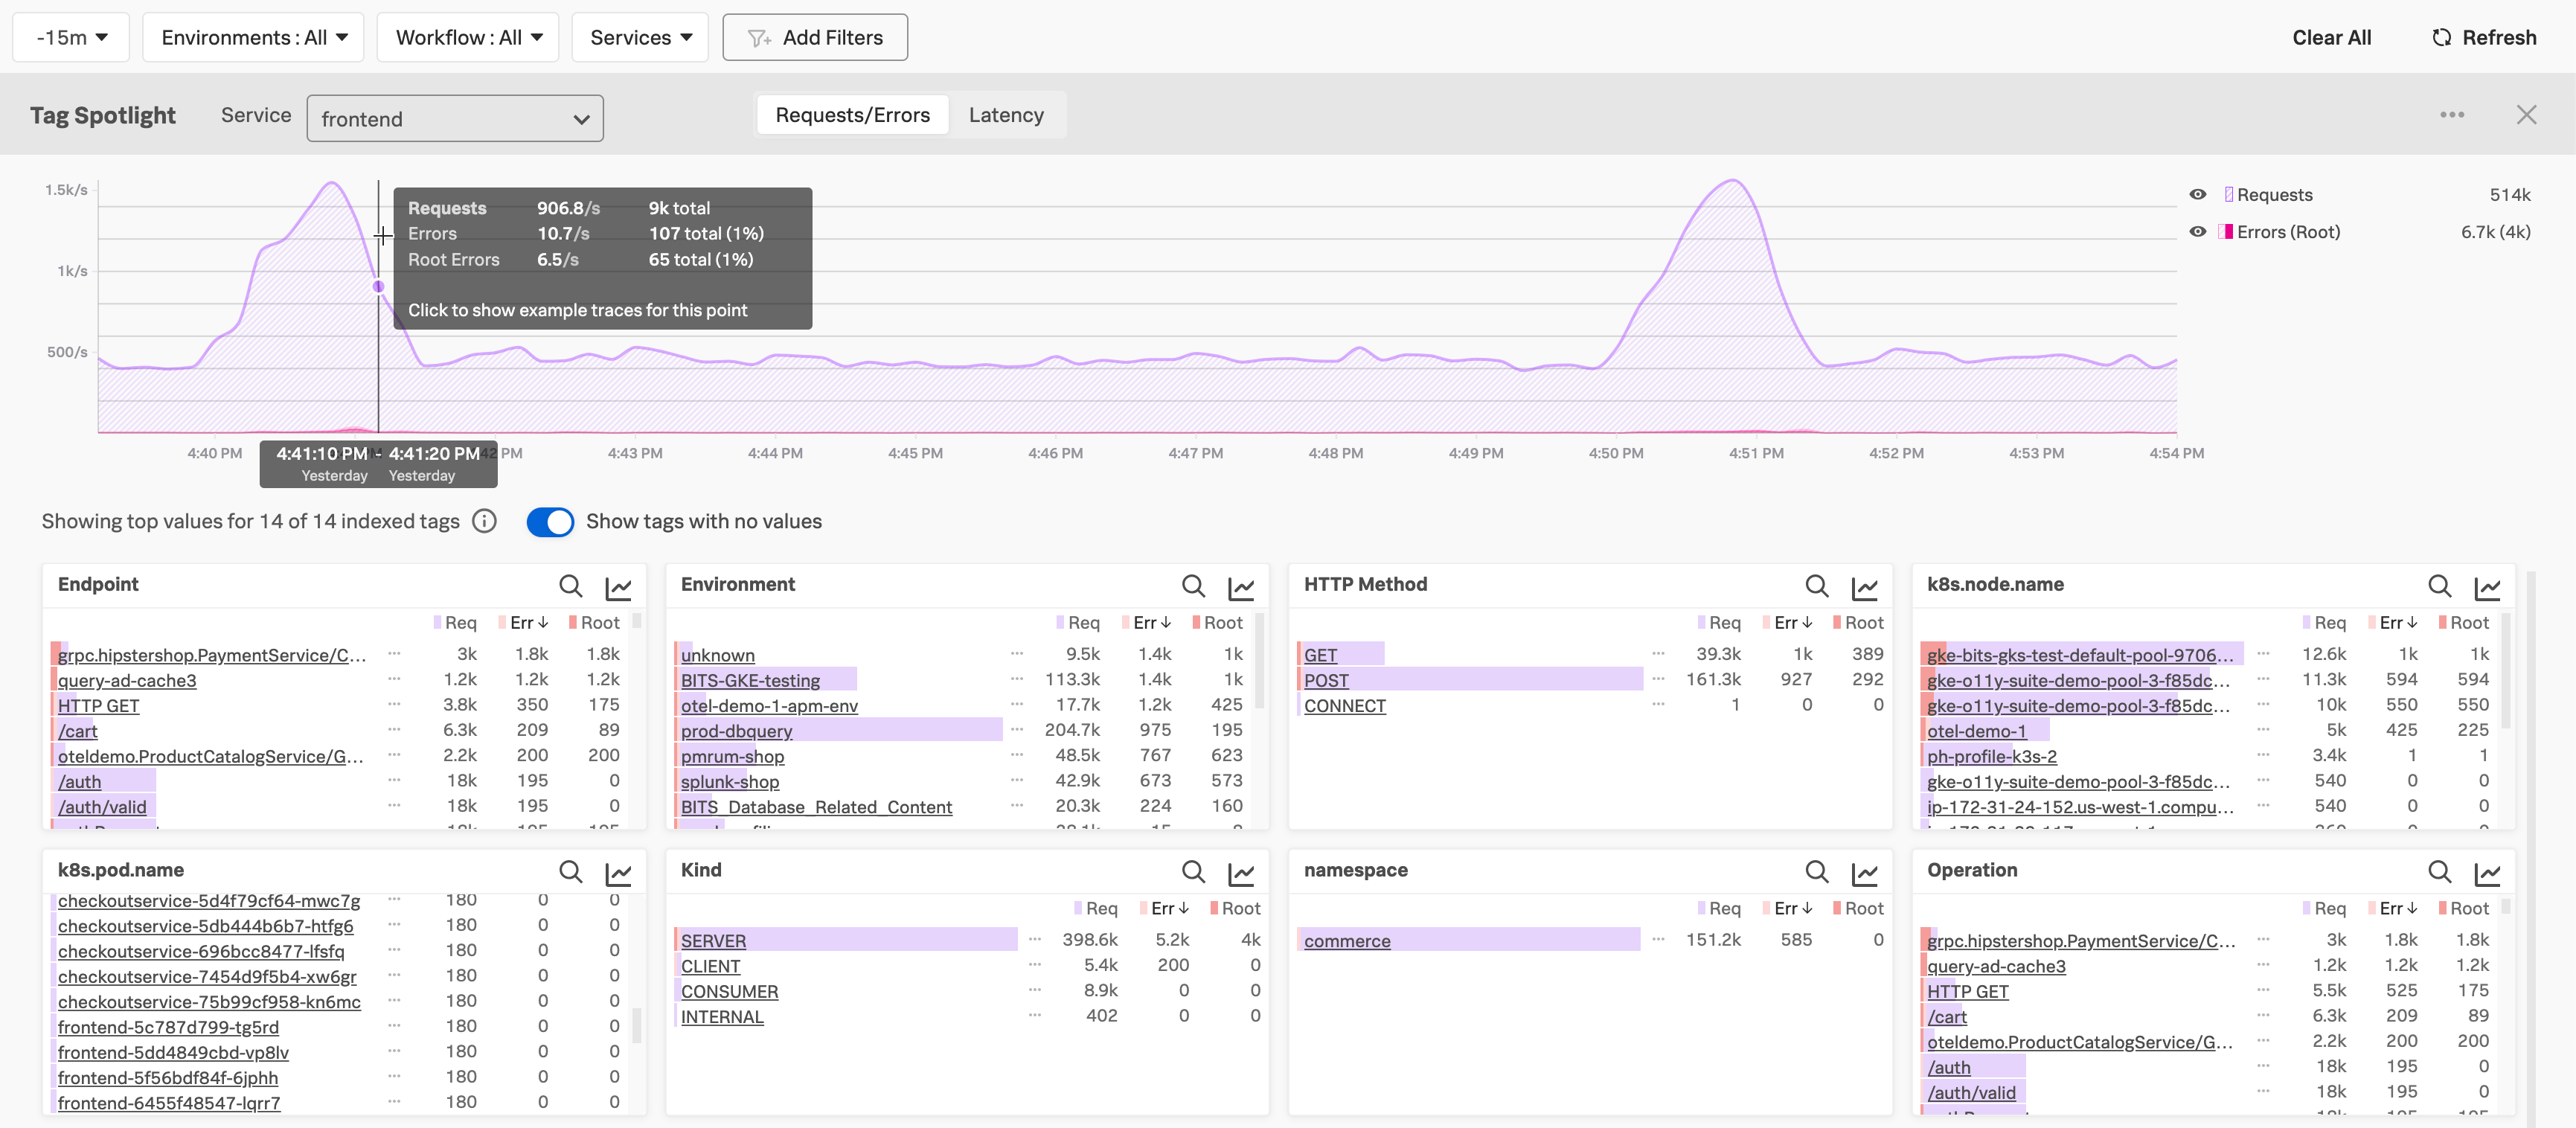 -15m Environments : All Workflow : All Services Add Filters Clear All Refresh
Tag Spotlight Service frontend Requests/Errors Latency
1.5k/s
1k/s
500/s
Requests 906.8/s 9k total
Errors 10.7/s 107 total (1%)
Root Errors 6.5/s 65 total (1%)
Click to show example traces for this point
Requests 514k
Errors (Root) 6.7k (4k)
4:40 PM 4:43 PM 4:44 PM 4:45 PM 4:46 PM 4:47 PM 4:48 PM 4:49 PM 4:50 PM 4:51 PM 4:52 PM 4:53 PM 4:54 PM
4:41:10 PM - 4:41:20 PM
Yesterday Yesterday
Showing top values for 14 of 14 indexed tags Show tags with no values
Endpoint
Req Err Root
grpc.hipstershop.PaymentService/C... 3k 1.8k 1.8k
query-ad-cache3 1.2k 1.2k 1.2k
HTTP GET 3.8k 350 175
/cart 6.3k 209 89
oteldemo.ProductCatalogService/G... 2.2k 200 200
/auth 18k 195 0
/auth/valid 18k 195 0
Environment
Req Err Root
unknown 9.5k 1.4k 1k
BITS-GKE-testing 113.3k 1.4k 1k
otel-demo-1-apm-env 17.7k 1.2k 425
prod-dbquery 204.7k 975 195
pmrum-shop 48.5k 767 623
splunk-shop 42.9k 673 573
BITS_Database_Related_Content 20.3k 224 160
HTTP Method
Req Err Root
GET 39.3k 1k 389
POST 161.3k 927 292
CONNECT 1 0 0
k8s.node.name
Req Err Root
gke-bits-gks-test-default-pool-9706... 12.6k 1k 1k
gke-o11y-suite-demo-pool-3-f85dc... 11.3k 594 594
gke-o11y-suite-demo-pool-3-f85dc... 10k 550 550
otel-demo-1 5k 425 225
ph-profile-k3s-2 3.4k 1 1
gke-o11y-suite-demo-pool-3-f85dc... 540 0 0
ip-172-31-24-152.us-west-1.compu... 540 0 0
k8s.pod.name
checkoutservice-5d4f79cf64-mwc7g 180 0 0
checkoutservice-5db444b6b7-htfg6 180 0 0
checkoutservice-696bcc8477-lfsfq 180 0 0
checkoutservice-7454d9f5b4-xw6gr 180 0 0
checkoutservice-75b99cf958-kn6mc 180 0 0
frontend-5c787d799-tg5rd 180 0 0
frontend-5dd4849cbd-vp8lv 180 0 0
frontend-5f56bdf84f-6jphh 180 0 0
frontend-6455f48547-lqrr7 180 0 0
Kind
Req Err Root
SERVER 398.6k 5.2k 4k
CLIENT 5.4k 200 0
CONSUMER 8.9k 0 0
INTERNAL 402 0 0
namespace
Req Err Root
commerce 151.2k 585 0
Operation
Req Err Root
grpc.hipstershop.PaymentService/C... 3k 1.8k 1.8k
query-ad-cache3 1.2k 1.2k 1.2k
HTTP GET 5.5k 525 175
/cart 6.3k 209 89
oteldemo.ProductCatalogService/G... 2.2k 200 200
/auth 18k 195 0
/auth/valid 18k 195 0